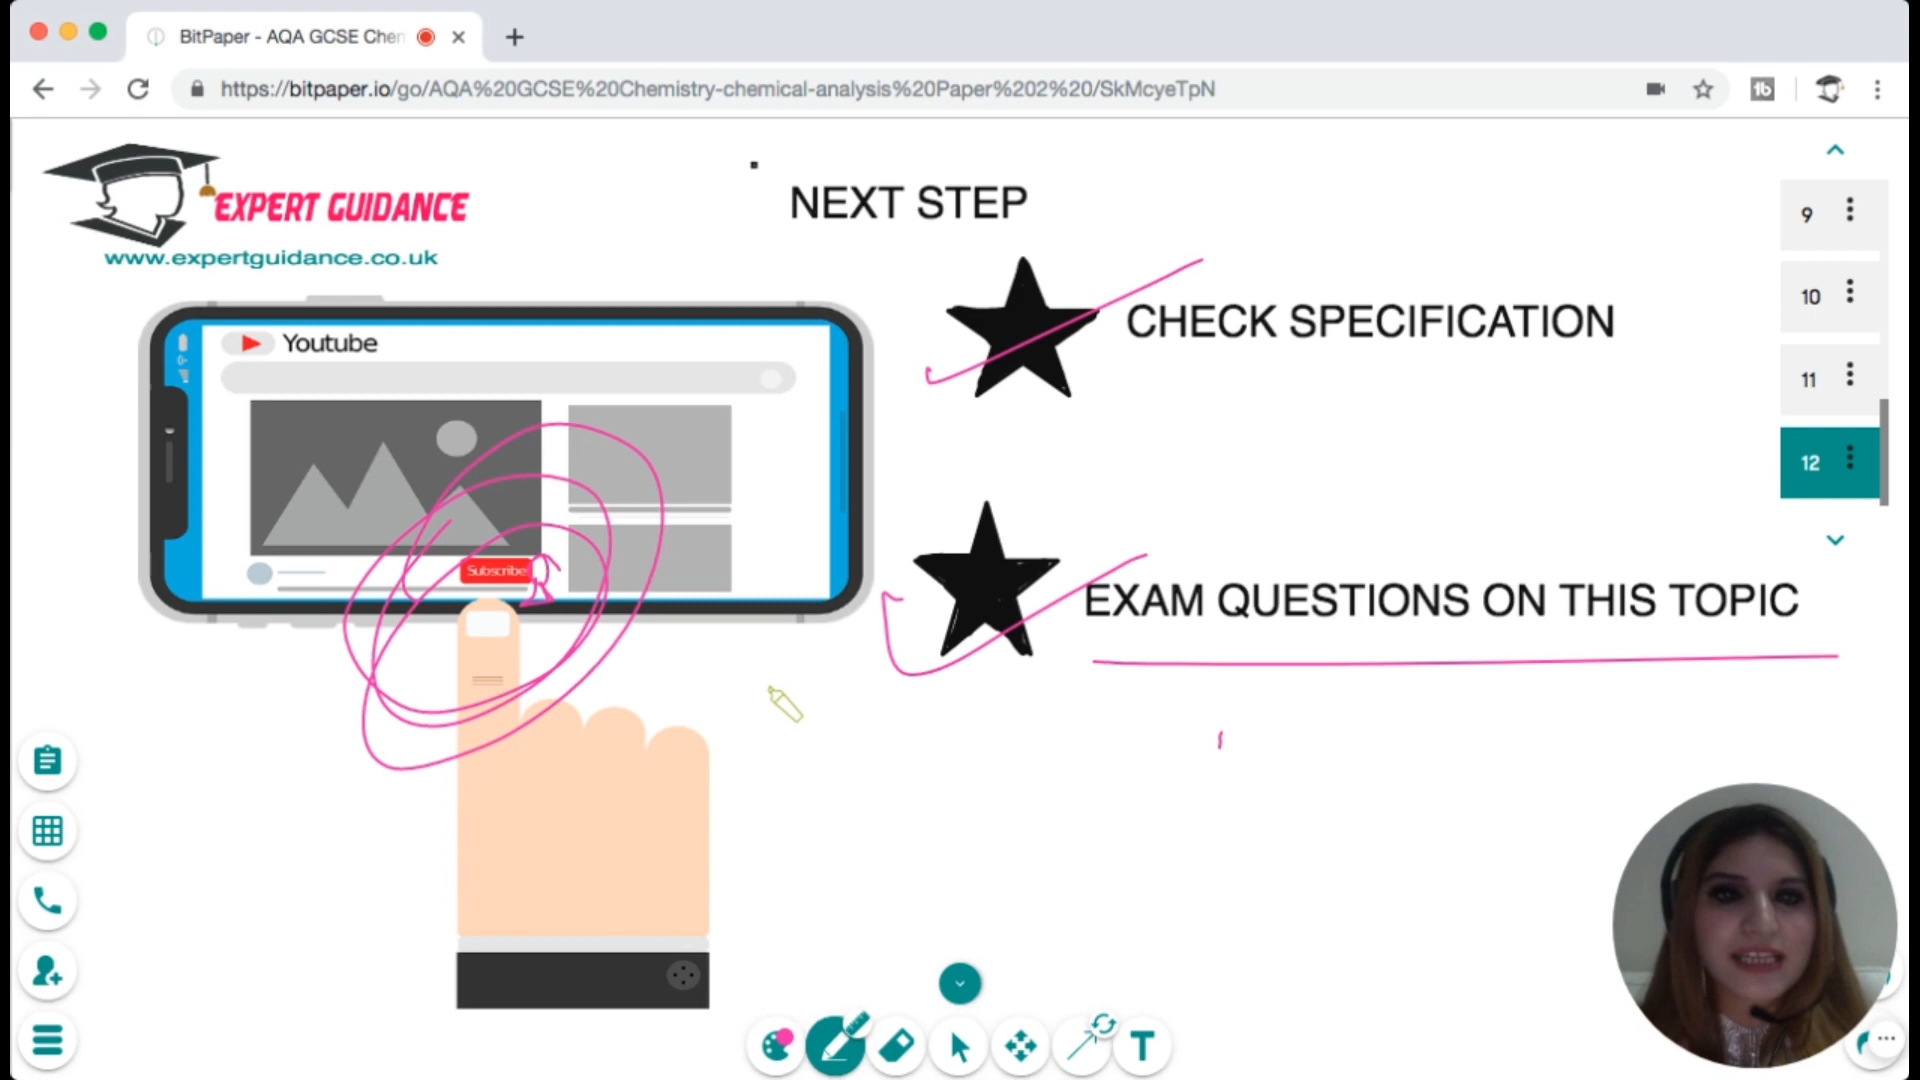 BitPaper - AQA GCSE Chem
https://bitpaper.io/go/AQA%20GCSE%20Chemistry-chemical-analysis%20Paper%202%20/SkMcyeTpN
EXPERT GUIDANCE
www.expertguidance.co.uk
NEXT STEP
Youtube
CHECK SPECIFICATION
Subscribe
EXAM QUESTIONS ON THIS TOPIC
9
10
11
12
T